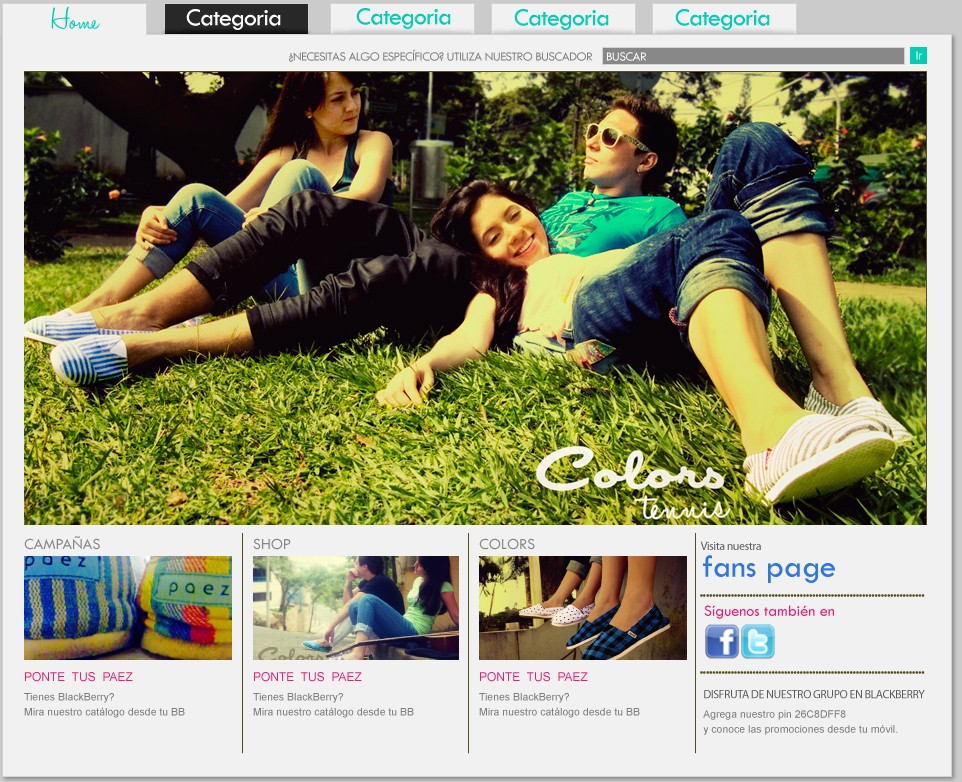 Home
Categoria
Categoria
Categoria
Categoria
¿NECESITAS ALGO ESPECÍFICO? UTILIZA NUESTRO BUSCADOR
BUSCAR
Ir
Colors
tennis
CAMPAÑAS
paez
paez
PONTE TUS PAEZ
Tienes BlackBerry?
Mira nuestro catálogo desde tu BB
SHOP
Colors
PONTE TUS PAEZ
Tienes BlackBerry?
Mira nuestro catálogo desde tu BB
COLORS
PONTE TUS PAEZ
Tienes BlackBerry?
Mira nuestro catálogo desde tu BB
Visita nuestra
fans page
Síguenos también en
f
t
DISFRUTA DE NUESTRO GRUPO EN BLACKBERRY
Agrega nuestro pin 26C8DFF8
y conoce las promociones desde tu móvil.